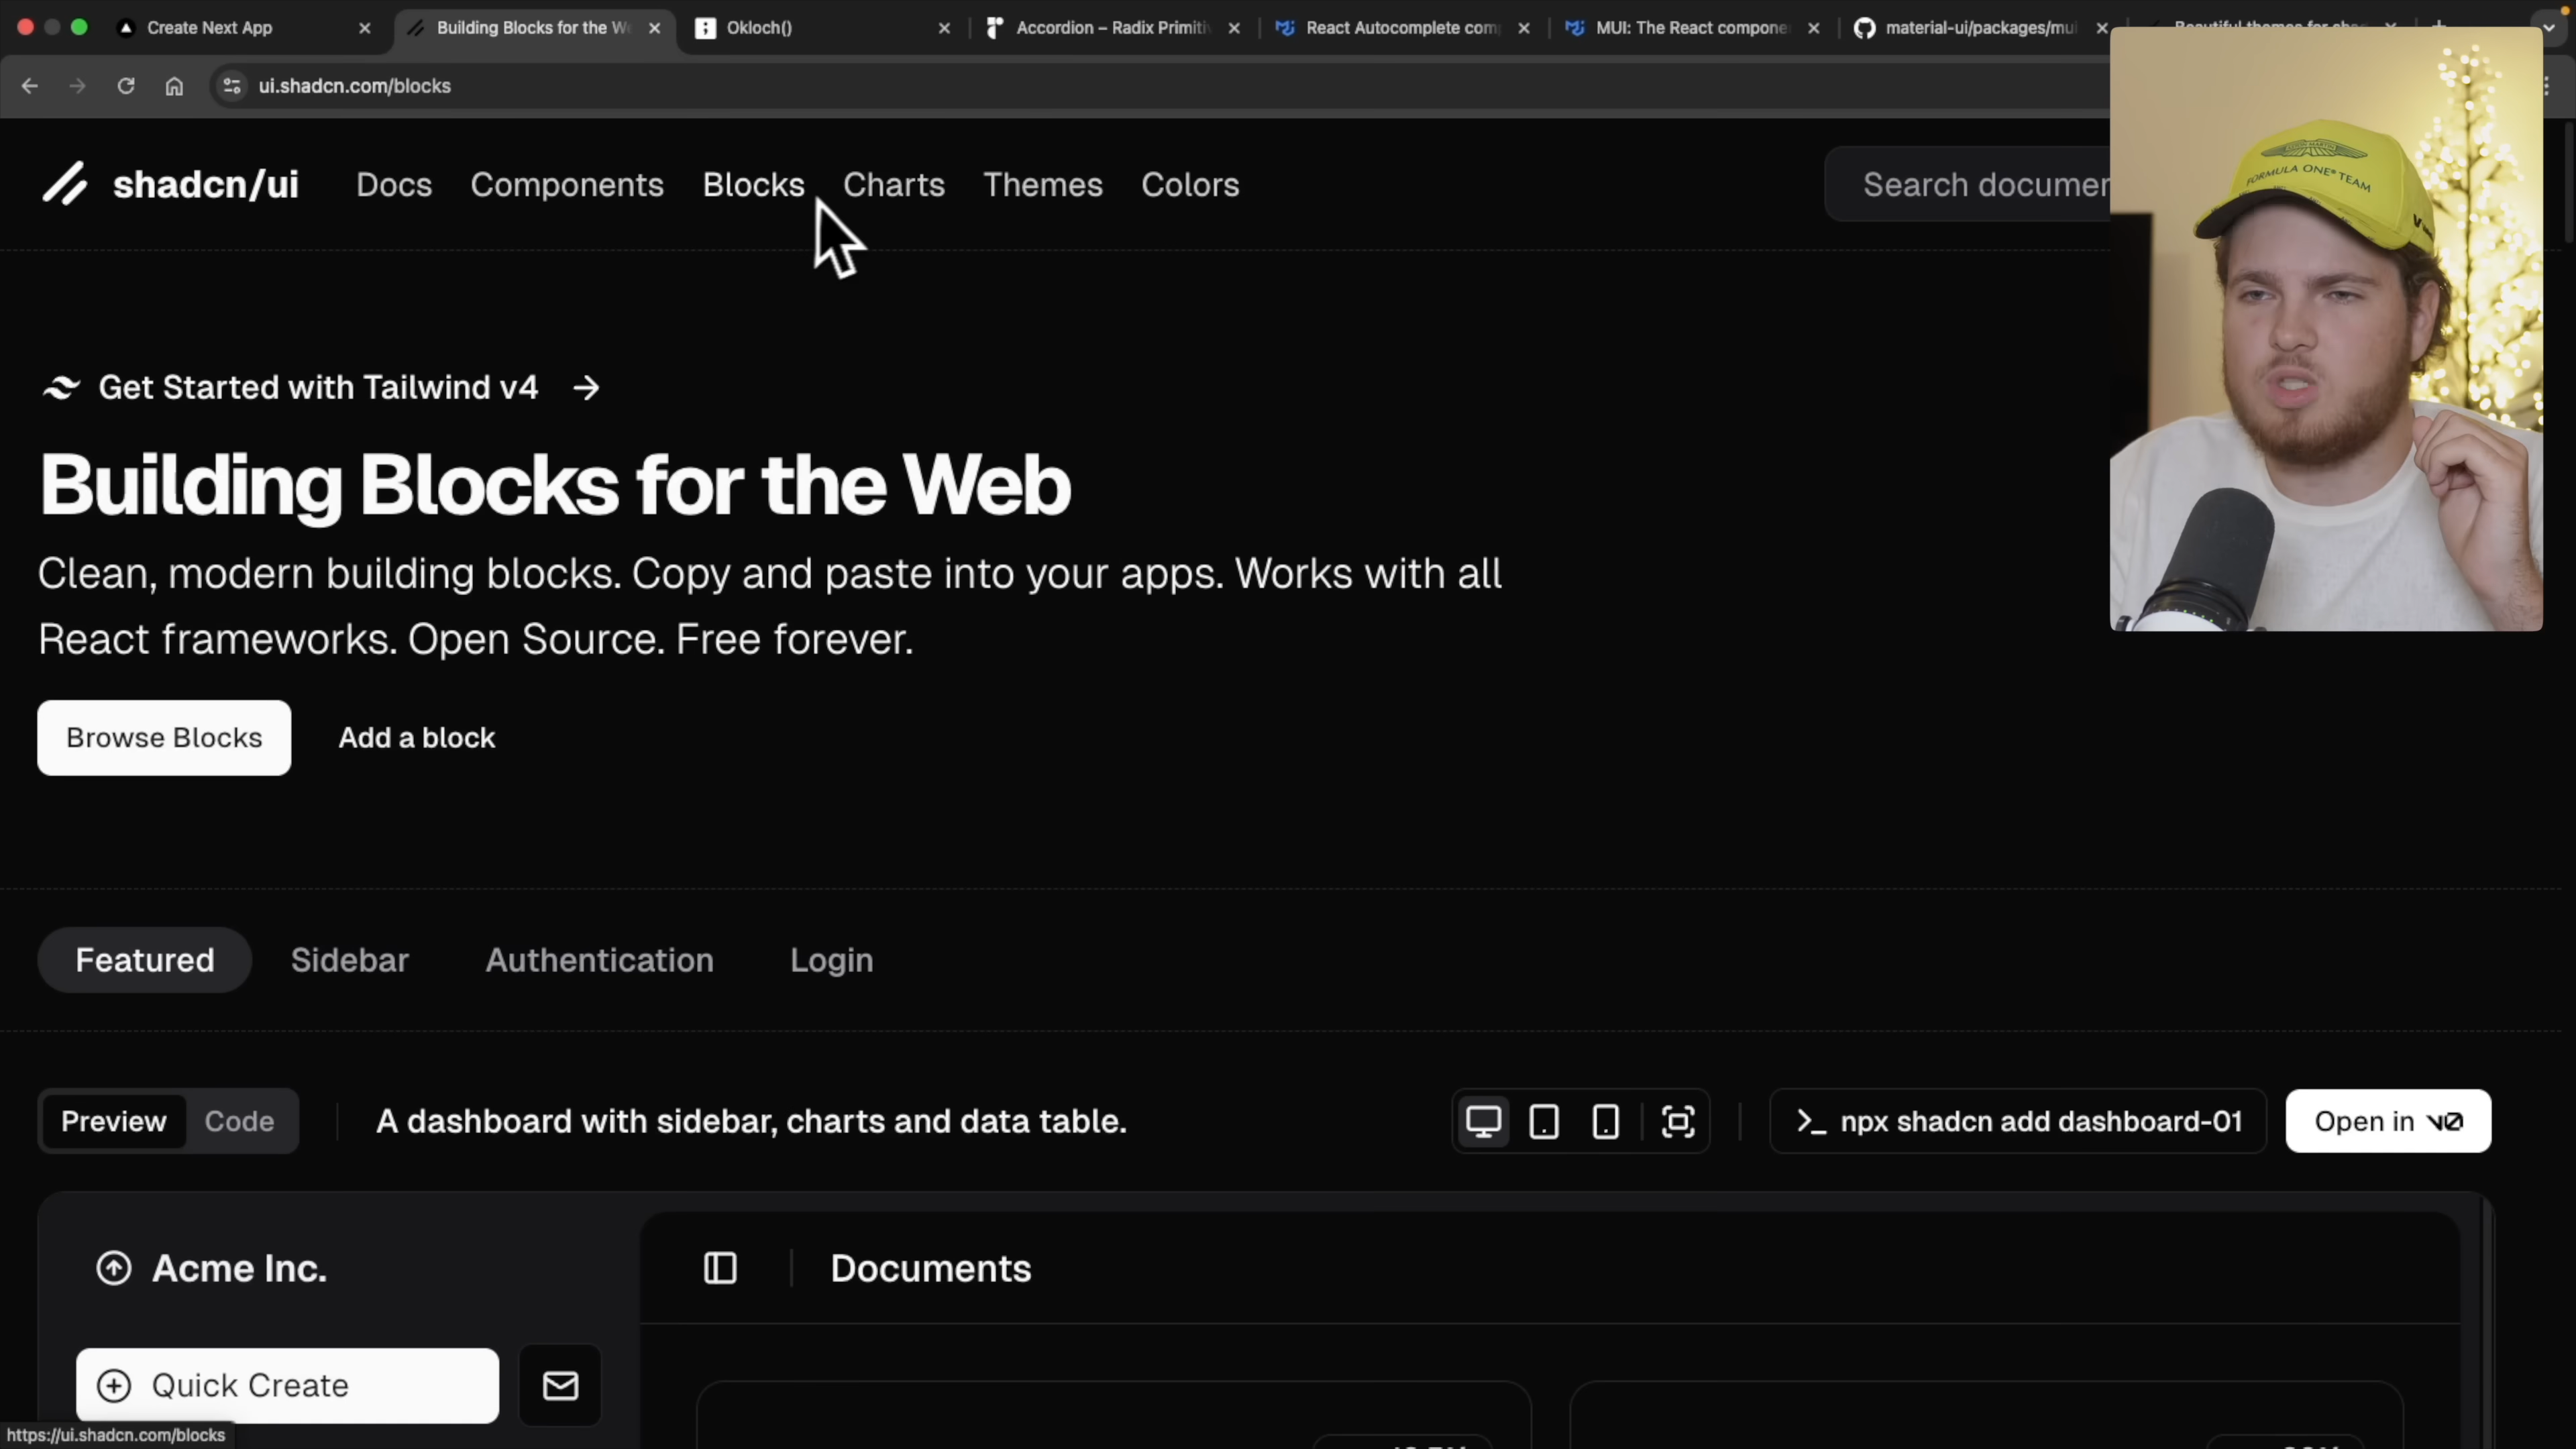 Create Next App
Building Blocks for the We
Okloch()
Accordion – Radix Primiti
React Autocomplete com
MUI: The React compone
material-ui/packages/mui
Beautiful themes for
ui.shadcn.com/blocks
shadcn/ui
Docs
Components
Blocks
Charts
Themes
Colors
Search documen
FORMULA ONE® TEAM
Get Started with Tailwind v4
Building Blocks for the Web
Clean, modern building blocks. Copy and paste into your apps. Works with all
React frameworks. Open Source. Free forever.
Browse Blocks
Add a block
Featured
Sidebar
Authentication
Login
Preview
Code
A dashboard with sidebar, charts and data table.
>_ npx shadcn add dashboard-01
Open in v0
Acme Inc.
Documents
Quick Create
https://ui.shadcn.com/blocks